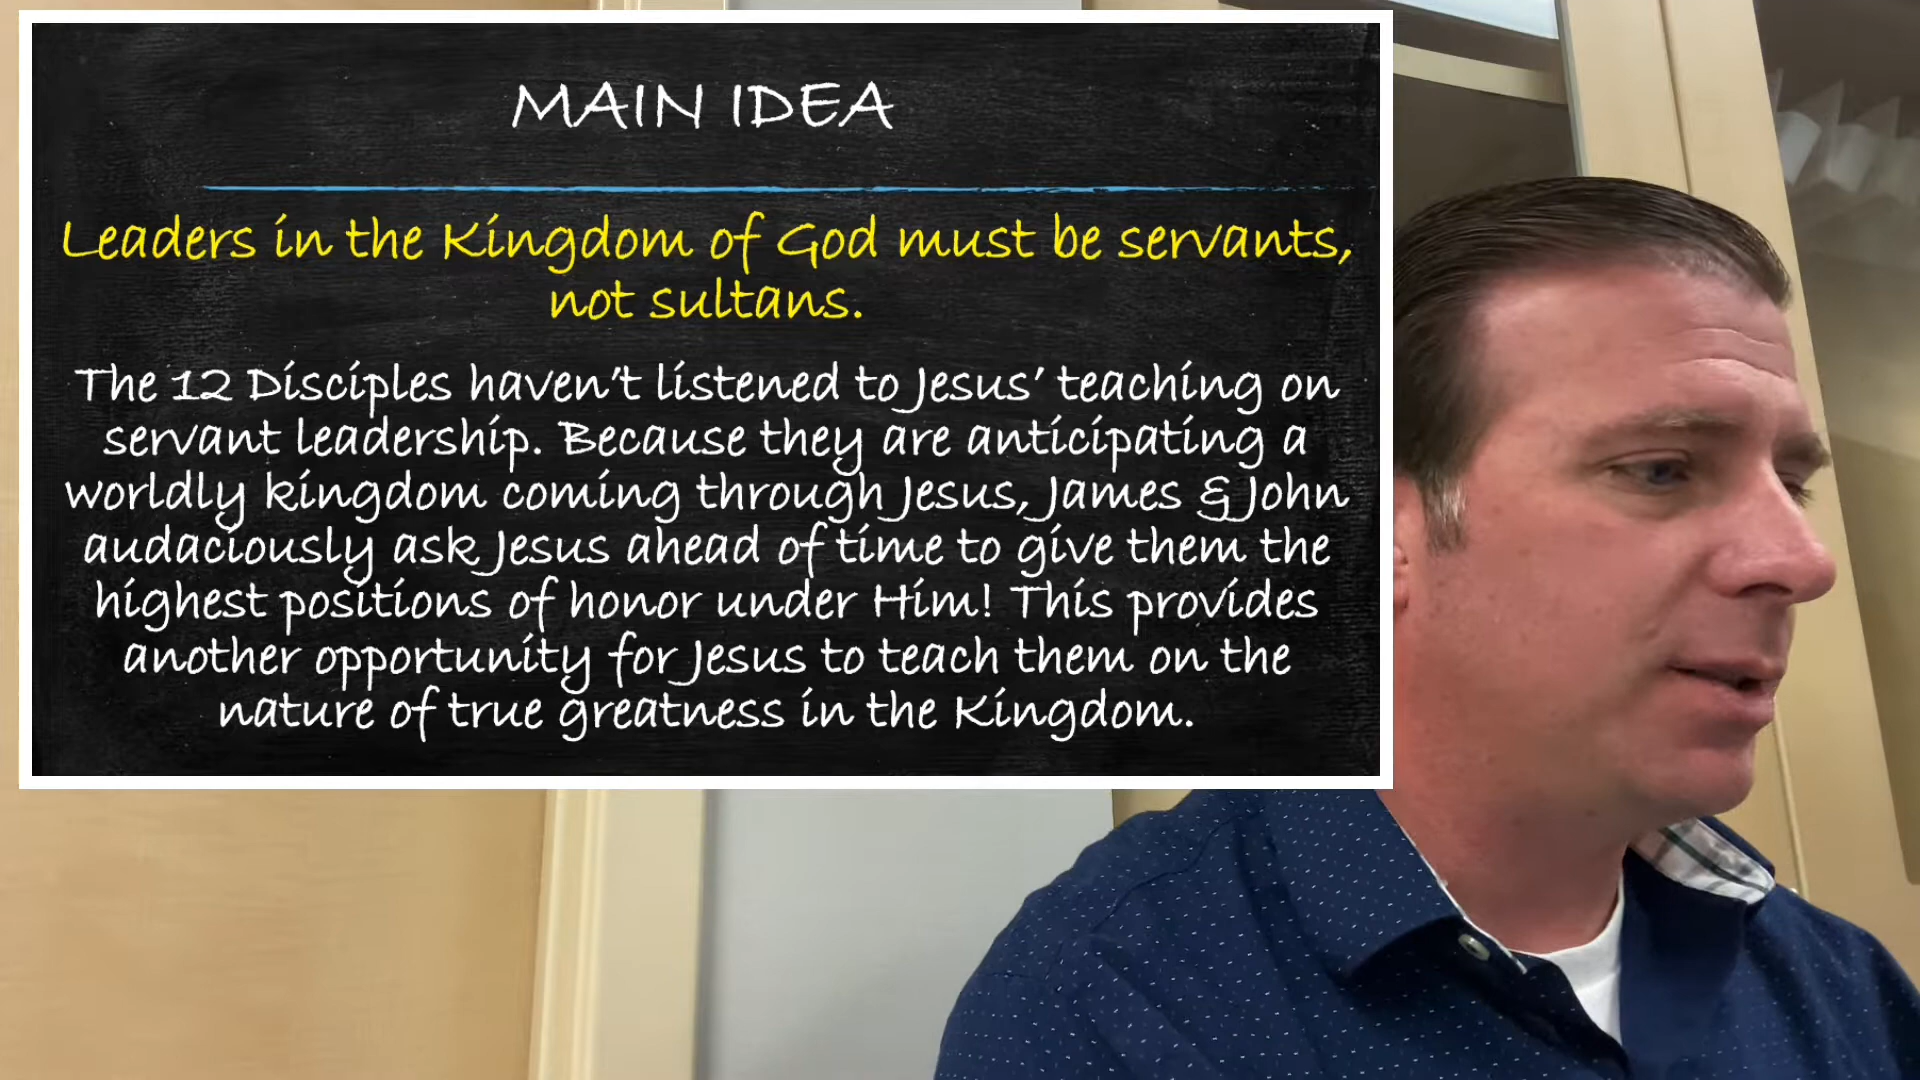 MAIN IDEA
Leaders in the Kingdom of God must be servants,
not sultans.
The 12 Disciples haven't listened to Jesus' teaching on
servant leadership. Because they are anticipating a
worldly kingdom coming through Jesus, James & John
audaciously ask Jesus ahead of time to give them the
highest positions of honor under Him! This provides
another opportunity for Jesus to teach them on the
nature of true greatness in the Kingdom.